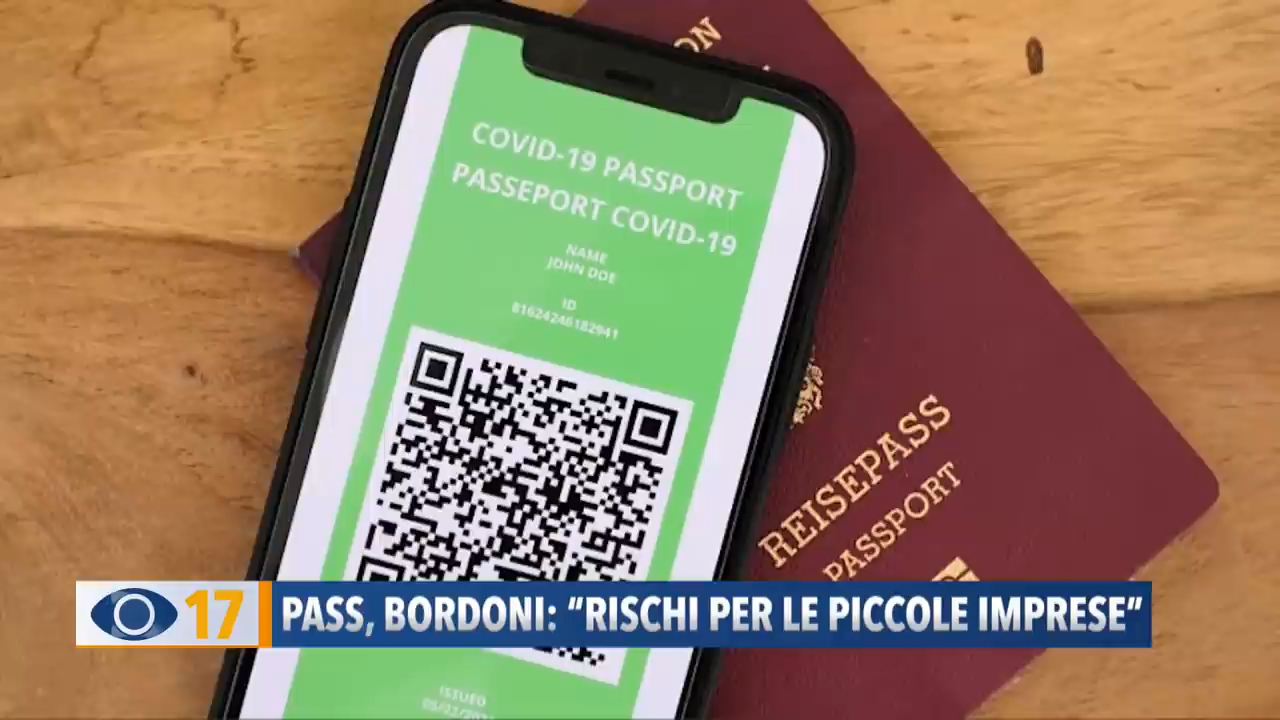 ON
COVID-19 PASSPORT
PASSEPORT COVID-19
NAME
JOHN DOE
ID
81624246182941
REISEPASS
PASSPORT
17
PASS, BORDONI: “RISCHI PER LE PICCOLE IMPRESE”
ISSUED